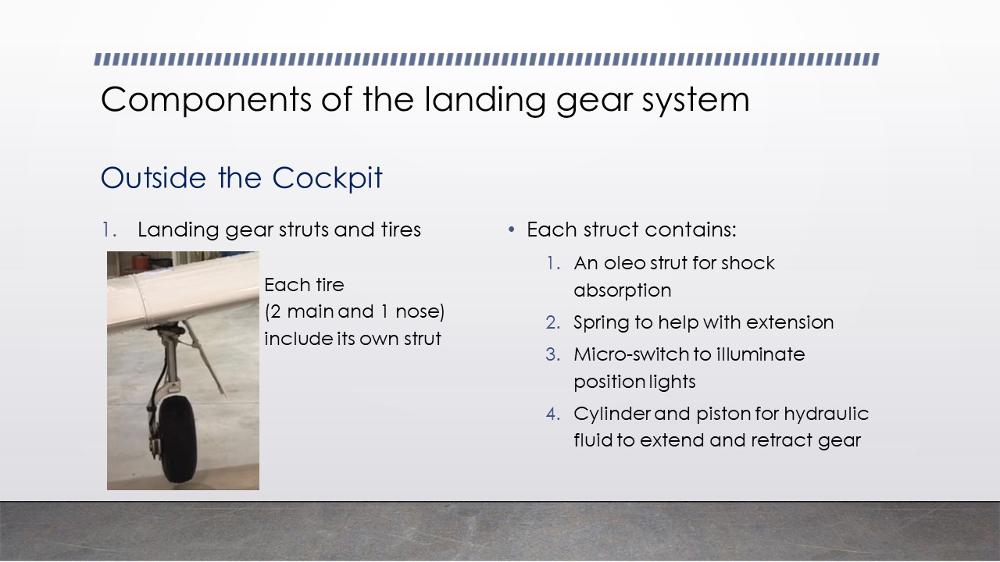 Components of the landing gear system
Outside the Cockpit
1. Landing gear struts and tires
Each tire
(2 main and 1 nose)
include its own strut
• Each struct contains:
1. An oleo strut for shock
absorption
2. Spring to help with extension
3. Micro-switch to illuminate
position lights
4. Cylinder and piston for hydraulic
fluid to extend and retract gear